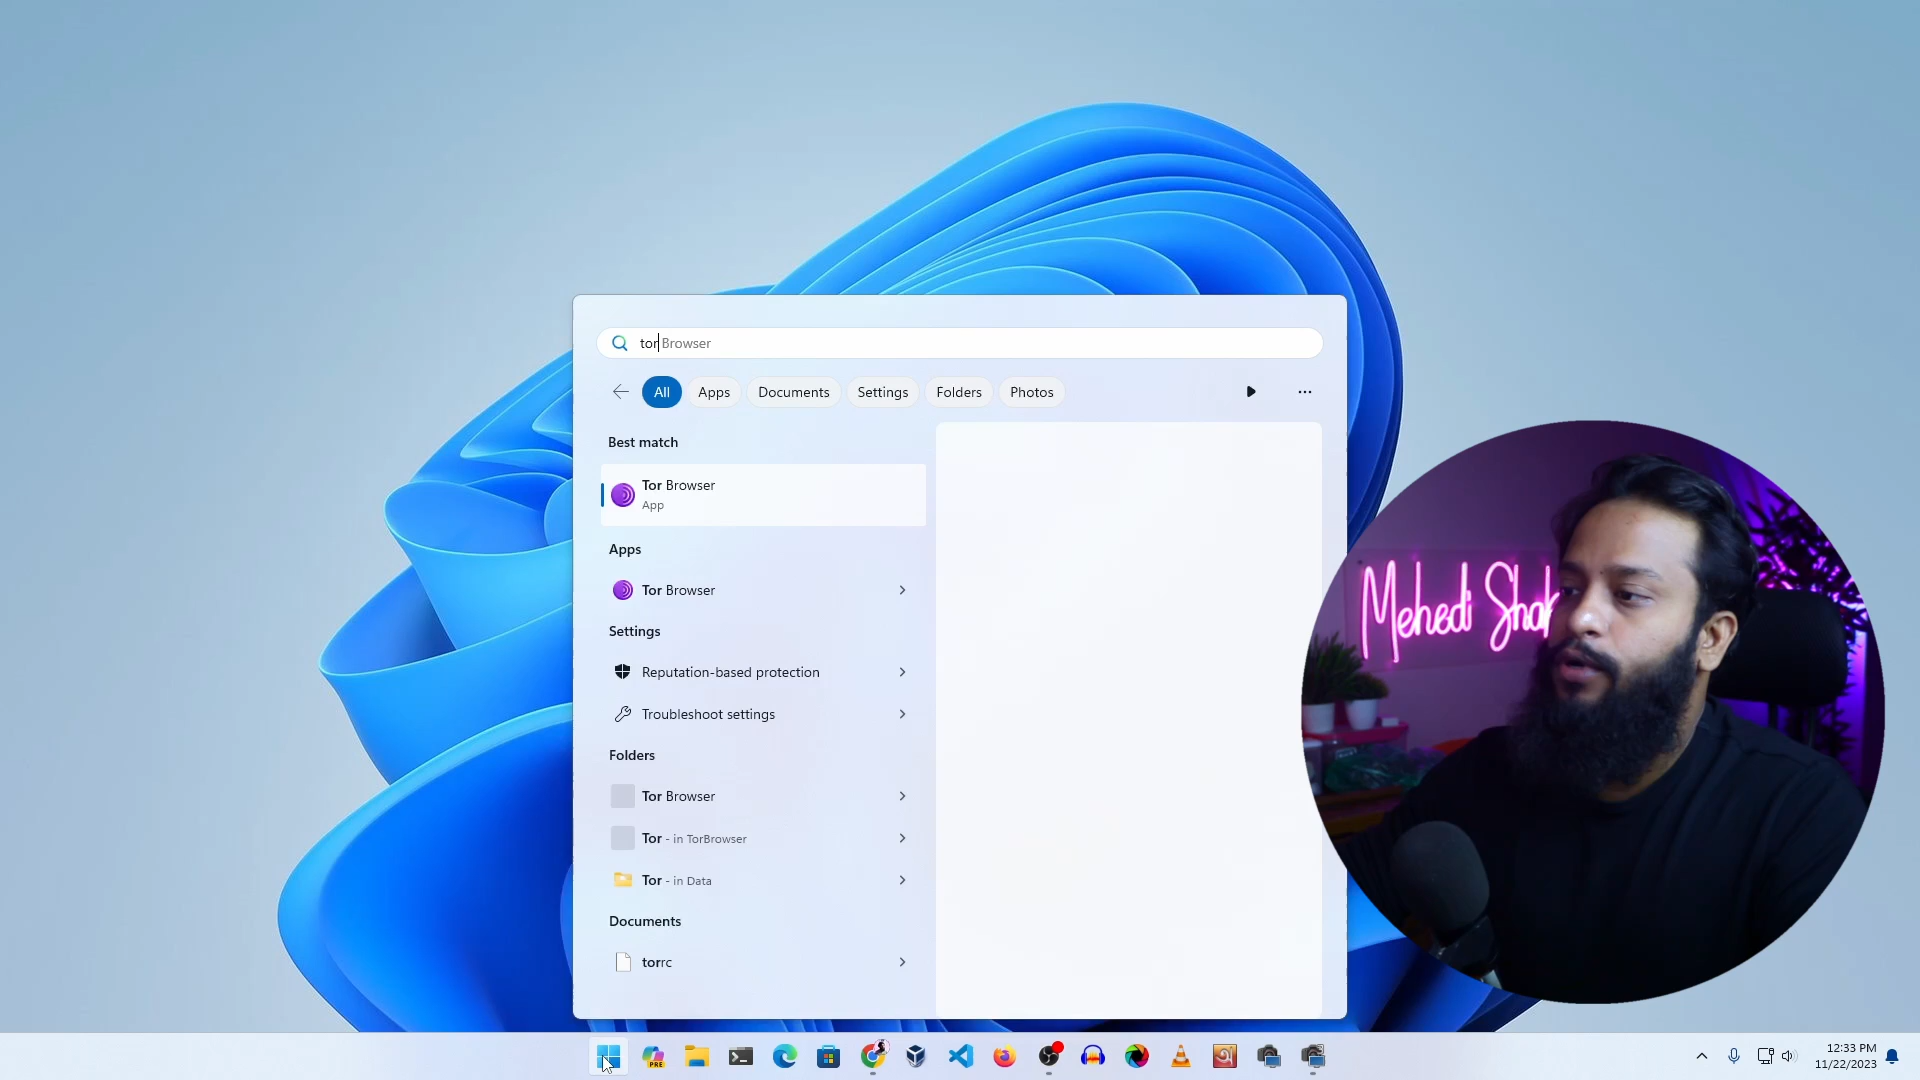 tor Browser
All
Apps
Documents
Settings
Folders
Photos
Best match
Tor Browser
App
Apps
Tor Browser
Settings
Reputation-based protection
Troubleshoot settings
Folders
Tor Browser
Tor - in TorBrowser
Tor - in Data
Documents
torrc
Mehedi
PRE
12:33 PM
11/22/2023